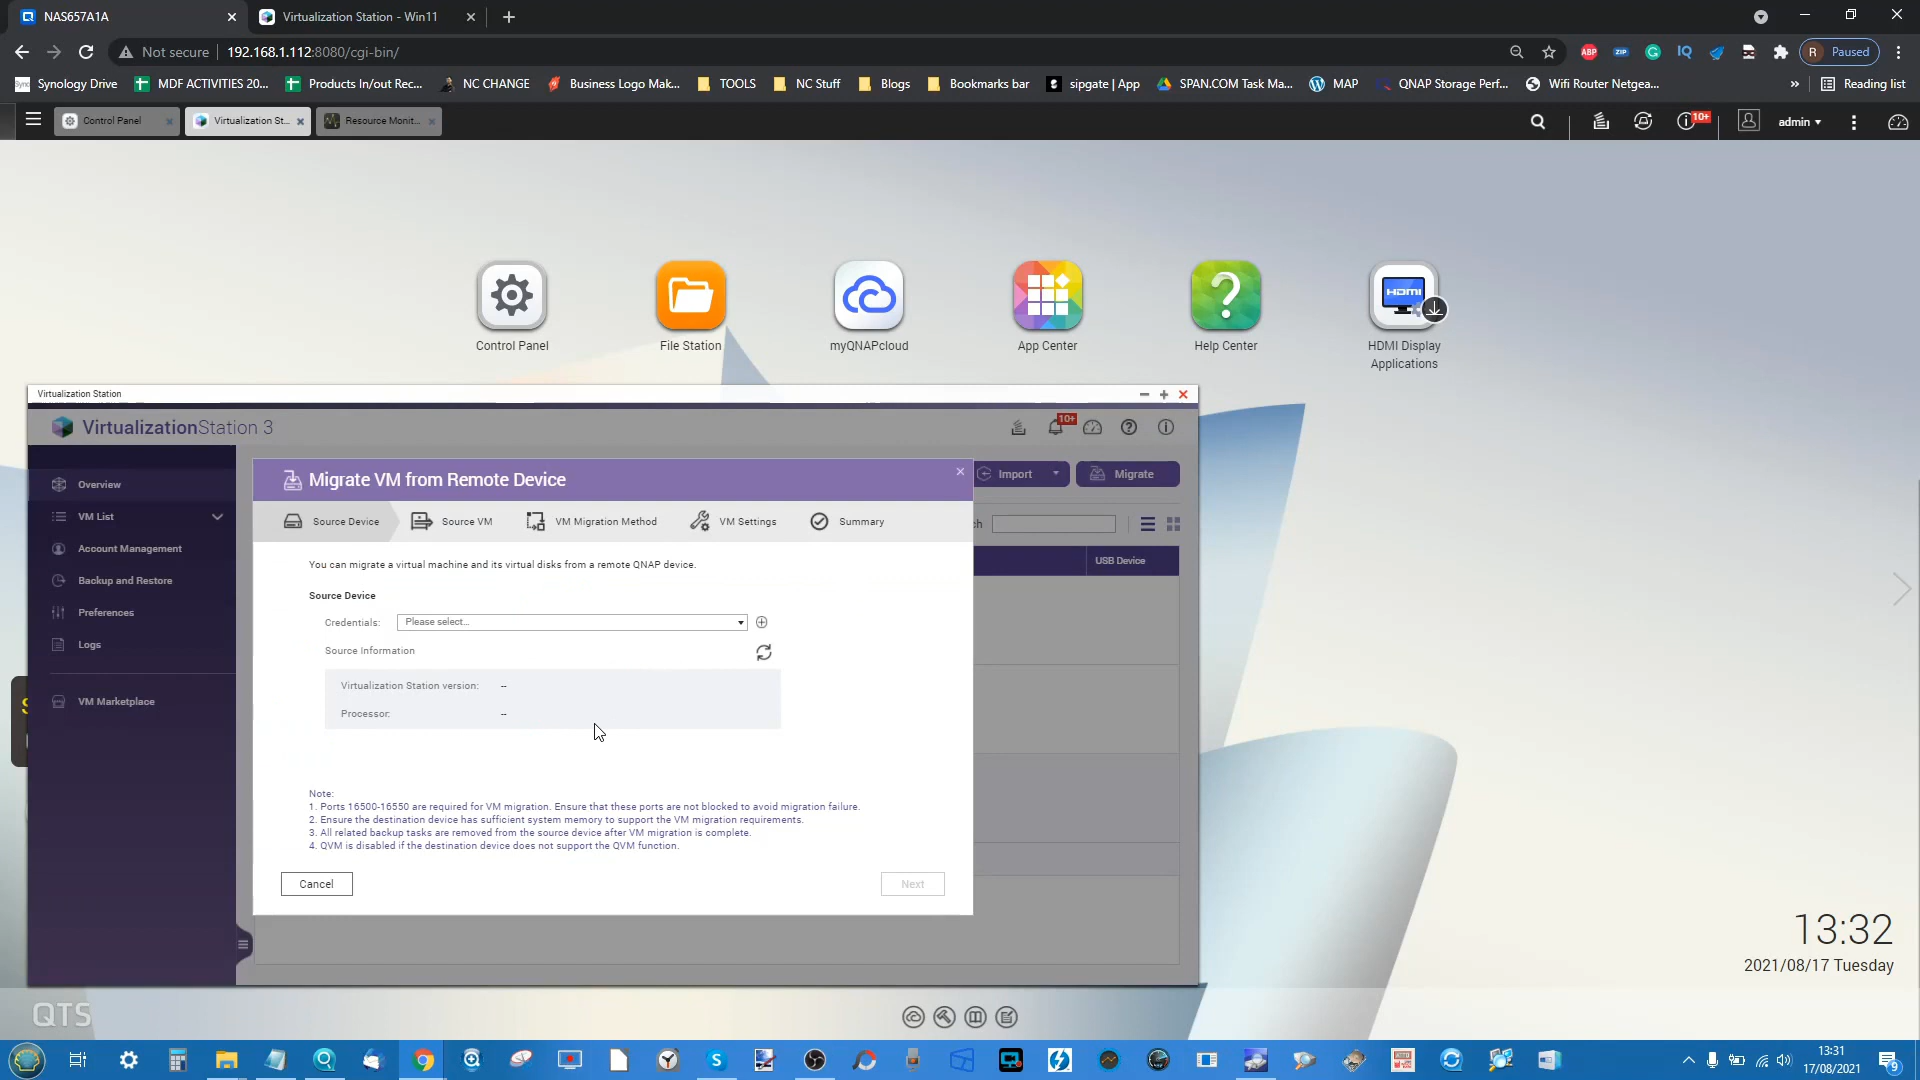 NAS657A1A
Virtualization Station - Win11
Not secure
192.168.1.112:8080/cgi-bin/
ABP
ZIP
IQ
R
Paused
Synology Drive
MDF ACTIVITIES 20...
Products In/out Rec...
NC CHANGE
Business Logo Mak...
TOOLS
NC Stuff
Blogs
Bookmarks bar
sipgate | App
SPAN.COM Task Ma...
MAP
QNAP Storage Perf...
Wifi Router Netgea...
»
Reading list
Control Panel
Virtualization St...
Resource Monit...
10+
admin
Control Panel
File Station
myQNAPcloud
App Center
Help Center
HDMI
HDMI Display
Applications
Virtualization Station
VirtualizationStation 3
10+
Overview
VM List
Account Management
Backup and Restore
Preferences
Logs
VM Marketplace
Import
Migrate
ch
USB Device
Migrate VM from Remote Device
Source Device
Source VM
VM Migration Method
VM Settings
Summary
You can migrate a virtual machine and its virtual disks from a remote QNAP device.
Source Device
Credentials:
Please select...
Source Information
Virtualization Station version: --
Processor: --
Note:
1. Ports 16500-16550 are required for VM migration. Ensure that these ports are not blocked to avoid migration failure.
2. Ensure the destination device has sufficient system memory to support the VM migration requirements.
3. All related backup tasks are removed from the source device after VM migration is complete.
4. QVM is disabled if the destination device does not support the QVM function.
Cancel
Next
13:32
2021/08/17 Tuesday
QTS
13:31
17/08/2021
9